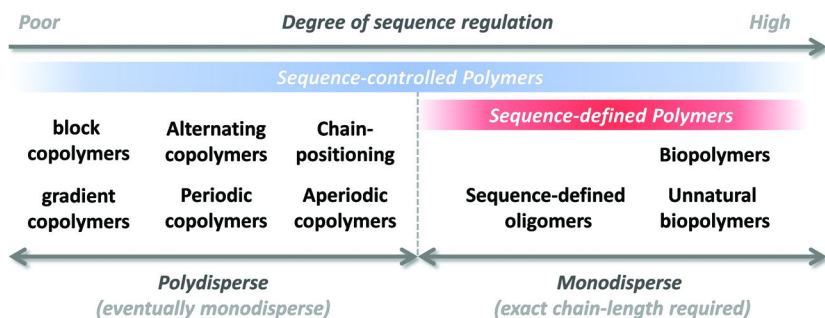 Poor Degree of sequence regulation High
Sequence-controlled Polymers
Sequence-defined Polymers
block Alternating Chain-
copolymers copolymers positioning Biopolymers
gradient Periodic Aperiodic Sequence-defined Unnatural
copolymers copolymers copolymers oligomers biopolymers
Polydisperse Monodisperse
(eventually monodisperse) (exact chain-length required)